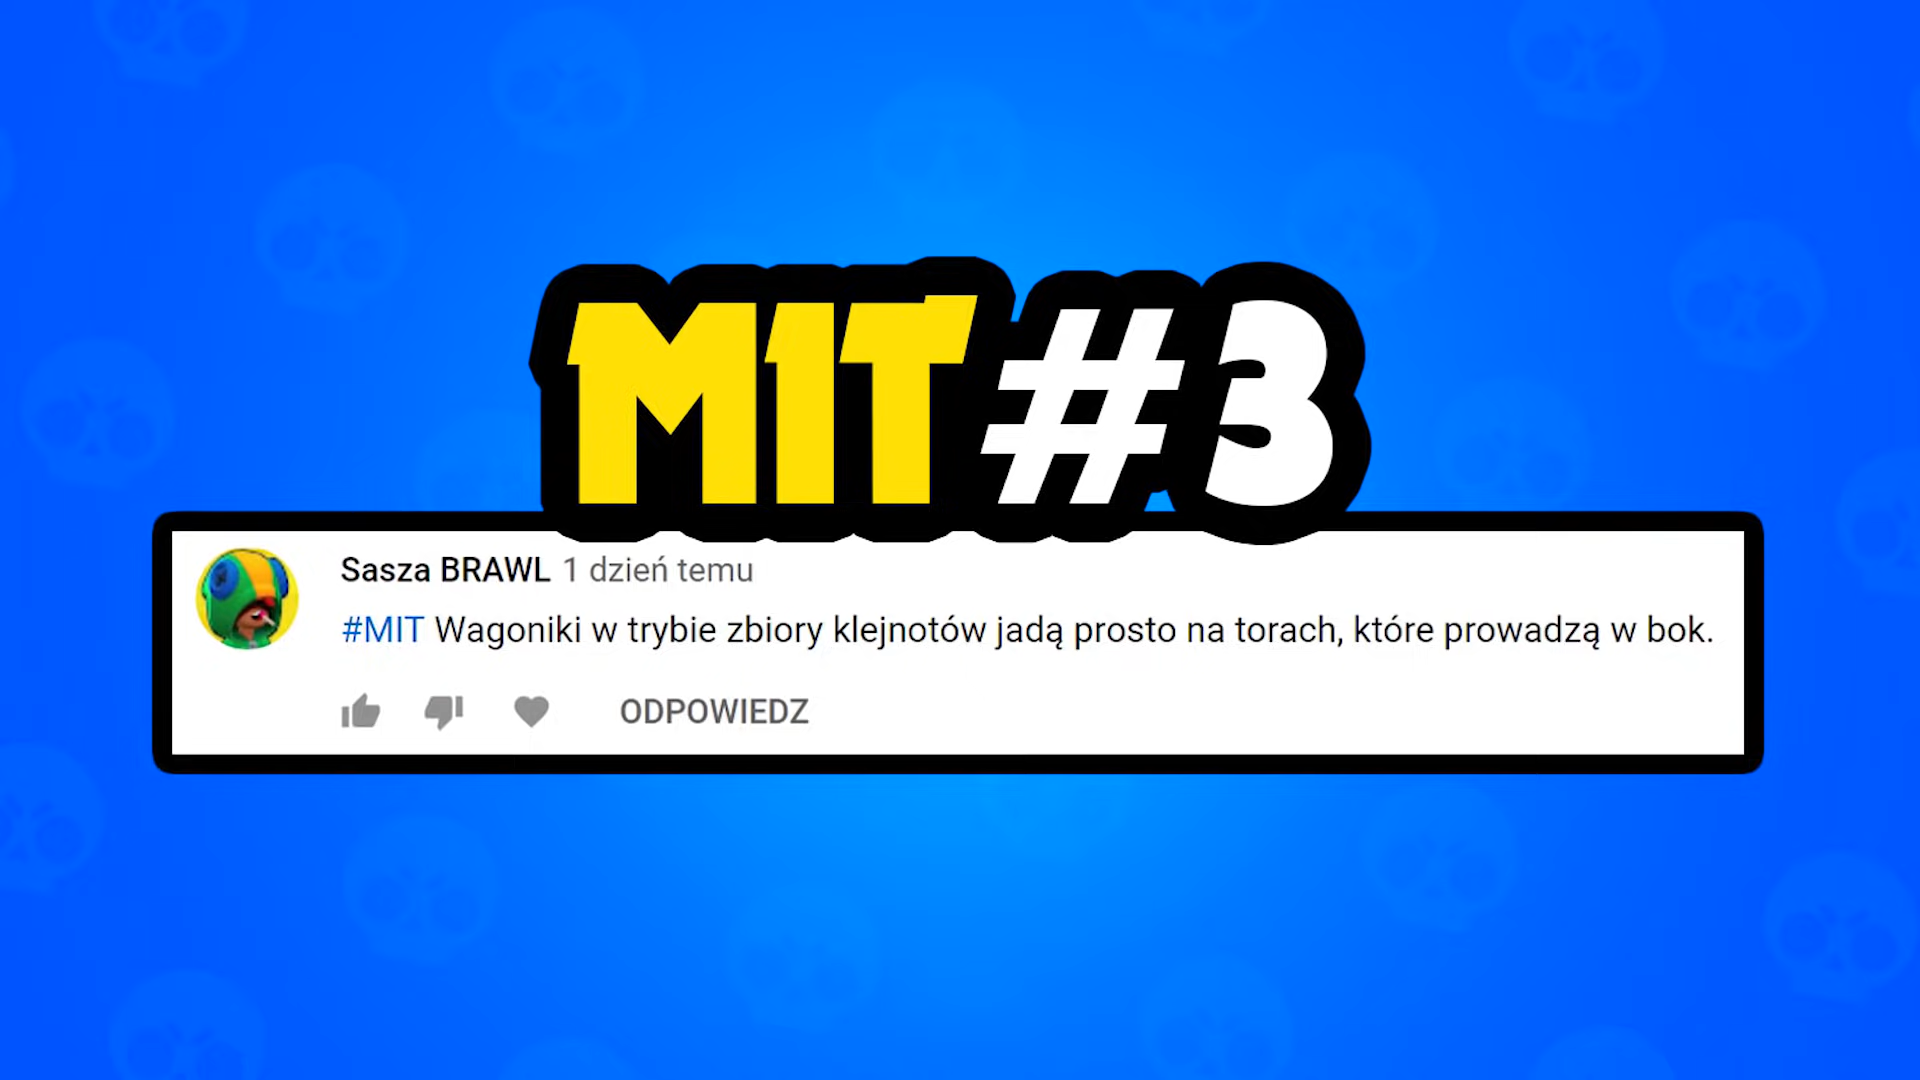 MIT #3
Sasza BRAWL 1 dzień temu
#MIT Wagoniki w trybie zbiory klejnotów jadą prosto na torach, które prowadzą w bok.
ODPOWIEDZ